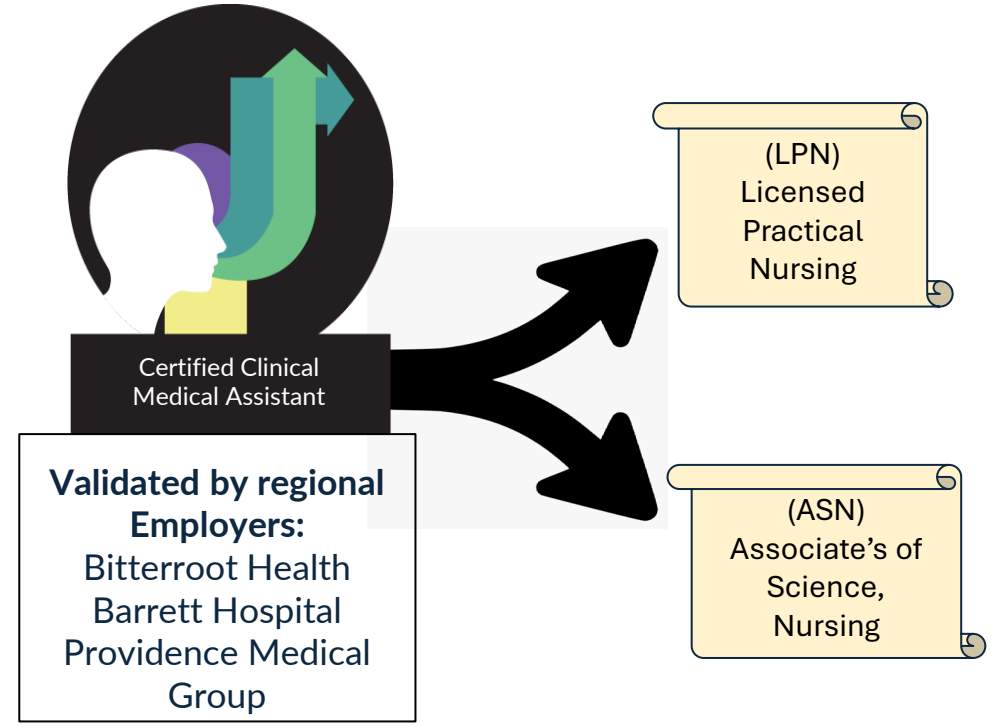 Certified Clinical
Medical Assistant
Validated by regional
Employers:
Bitterroot Health
Barrett Hospital
Providence Medical
Group
(LPN)
Licensed
Practical
Nursing
(ASN)
Associate’s of
Science,
Nursing